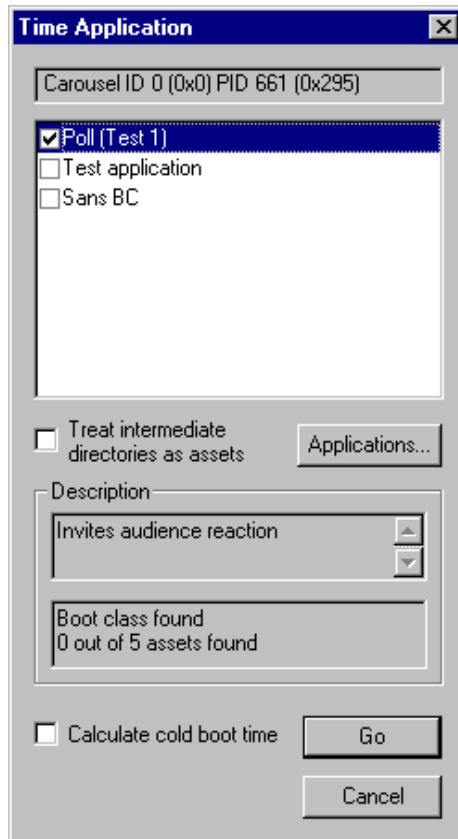 Time Application
Carousel ID 0 (0x0) PID 661 (0x295)
Poll (Test 1)
Test application
Sans BC
Treat intermediate
directories as assets
Applications...
Description
Invites audience reaction
Boot class found
0 out of 5 assets found
Calculate cold boot time
Go
Cancel